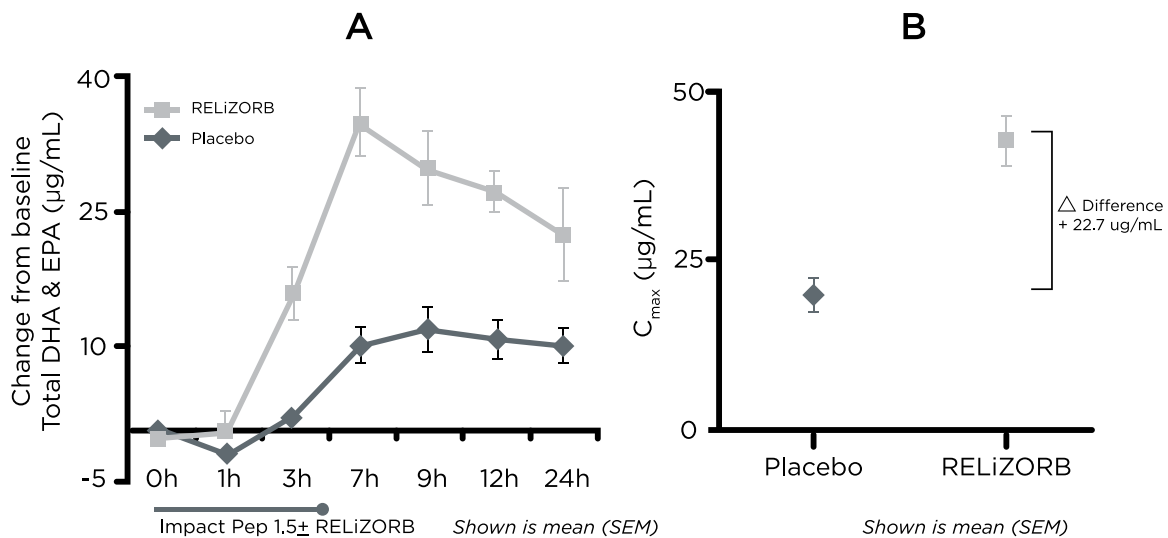 A
Change from baseline
Total DHA & EPA (µg/mL)
40
25
10
-5
RELiZORB
Placebo
0h 1h 3h 7h 9h 12h 24h
Impact Pep 1.5± RELiZORB
Shown is mean (SEM)
B
Cmax (µg/mL)
50
25
0
△ Difference
+ 22.7 ug/mL
Placebo RELiZORB
Shown is mean (SEM)